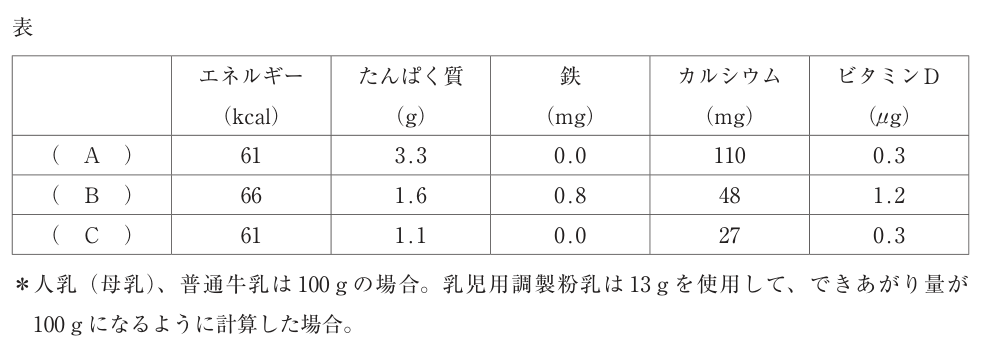 表
エネルギー たんぱく質 鉄 カルシウム ビタミンD
(kcal) (g) (mg) (mg) (μg)
( A ) 61 3.3 0.0 110 0.3
( B ) 66 1.6 0.8 48 1.2
( C ) 61 1.1 0.0 27 0.3
*人乳(母乳)、普通牛乳は100gの場合。乳児用調製粉乳は13gを使用して、できあがり量が
100gになるように計算した場合。